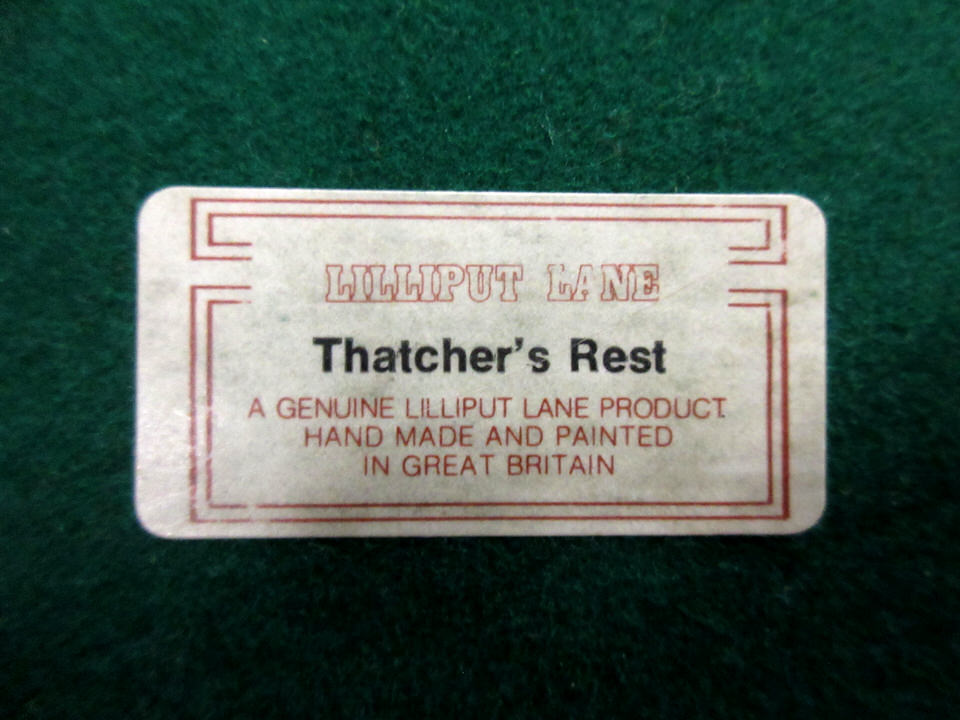 LILLIPUT LANE
Thatcher's Rest
A GENUINE LILLIPUT LANE PRODUCT.
HAND MADE AND PAINTED
IN GREAT BRITAIN